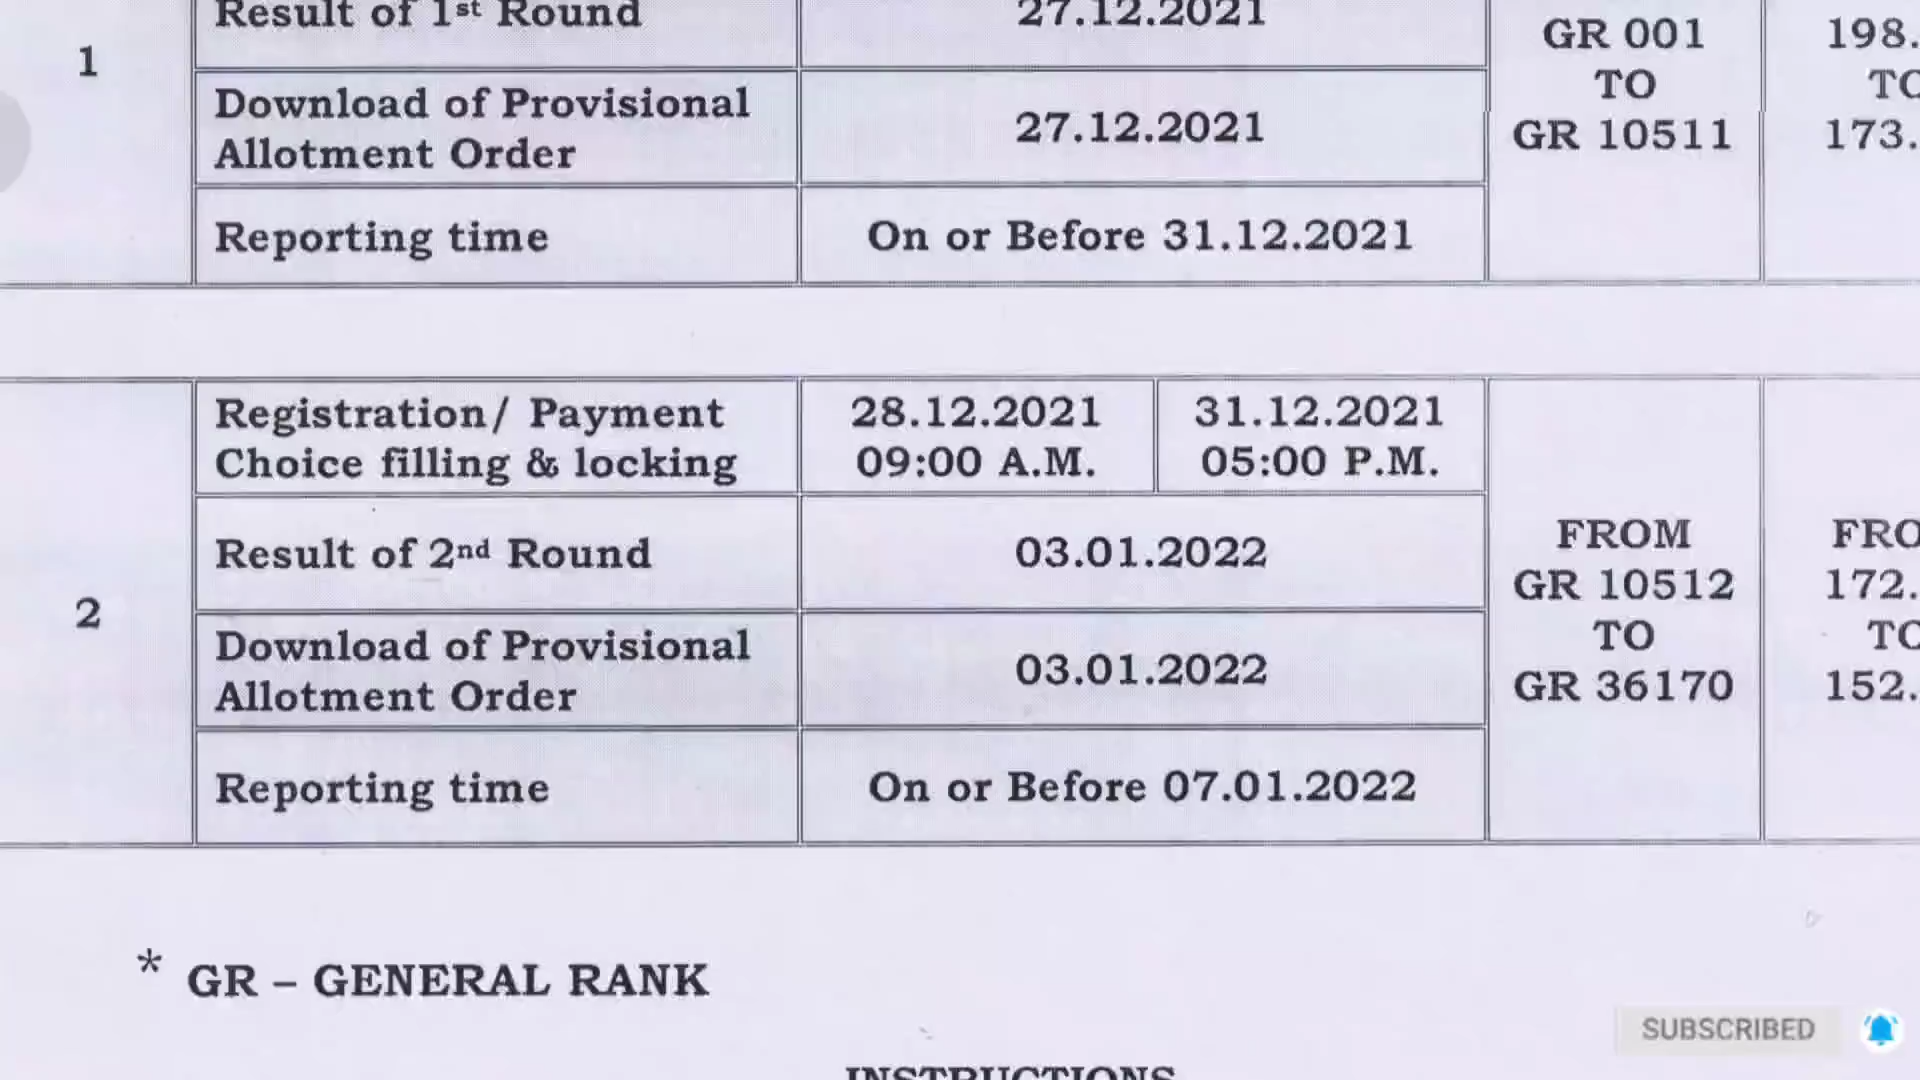 Result of 1st Round
27.12.2021
1
GR 001
TO
GR 10511
198.
TO
173.
Download of Provisional
Allotment Order
27.12.2021
Reporting time
On or Before 31.12.2021
2
Registration/ Payment
Choice filling & locking
28.12.2021
09:00 A.M.
31.12.2021
05:00 P.M.
Result of 2nd Round
03.01.2022
Download of Provisional
Allotment Order
03.01.2022
Reporting time
On or Before 07.01.2022
FROM
GR 10512
TO
GR 36170
FRO
172.
TO
152.
* GR – GENERAL RANK
INSTRUCTIONS
SUBSCRIBED